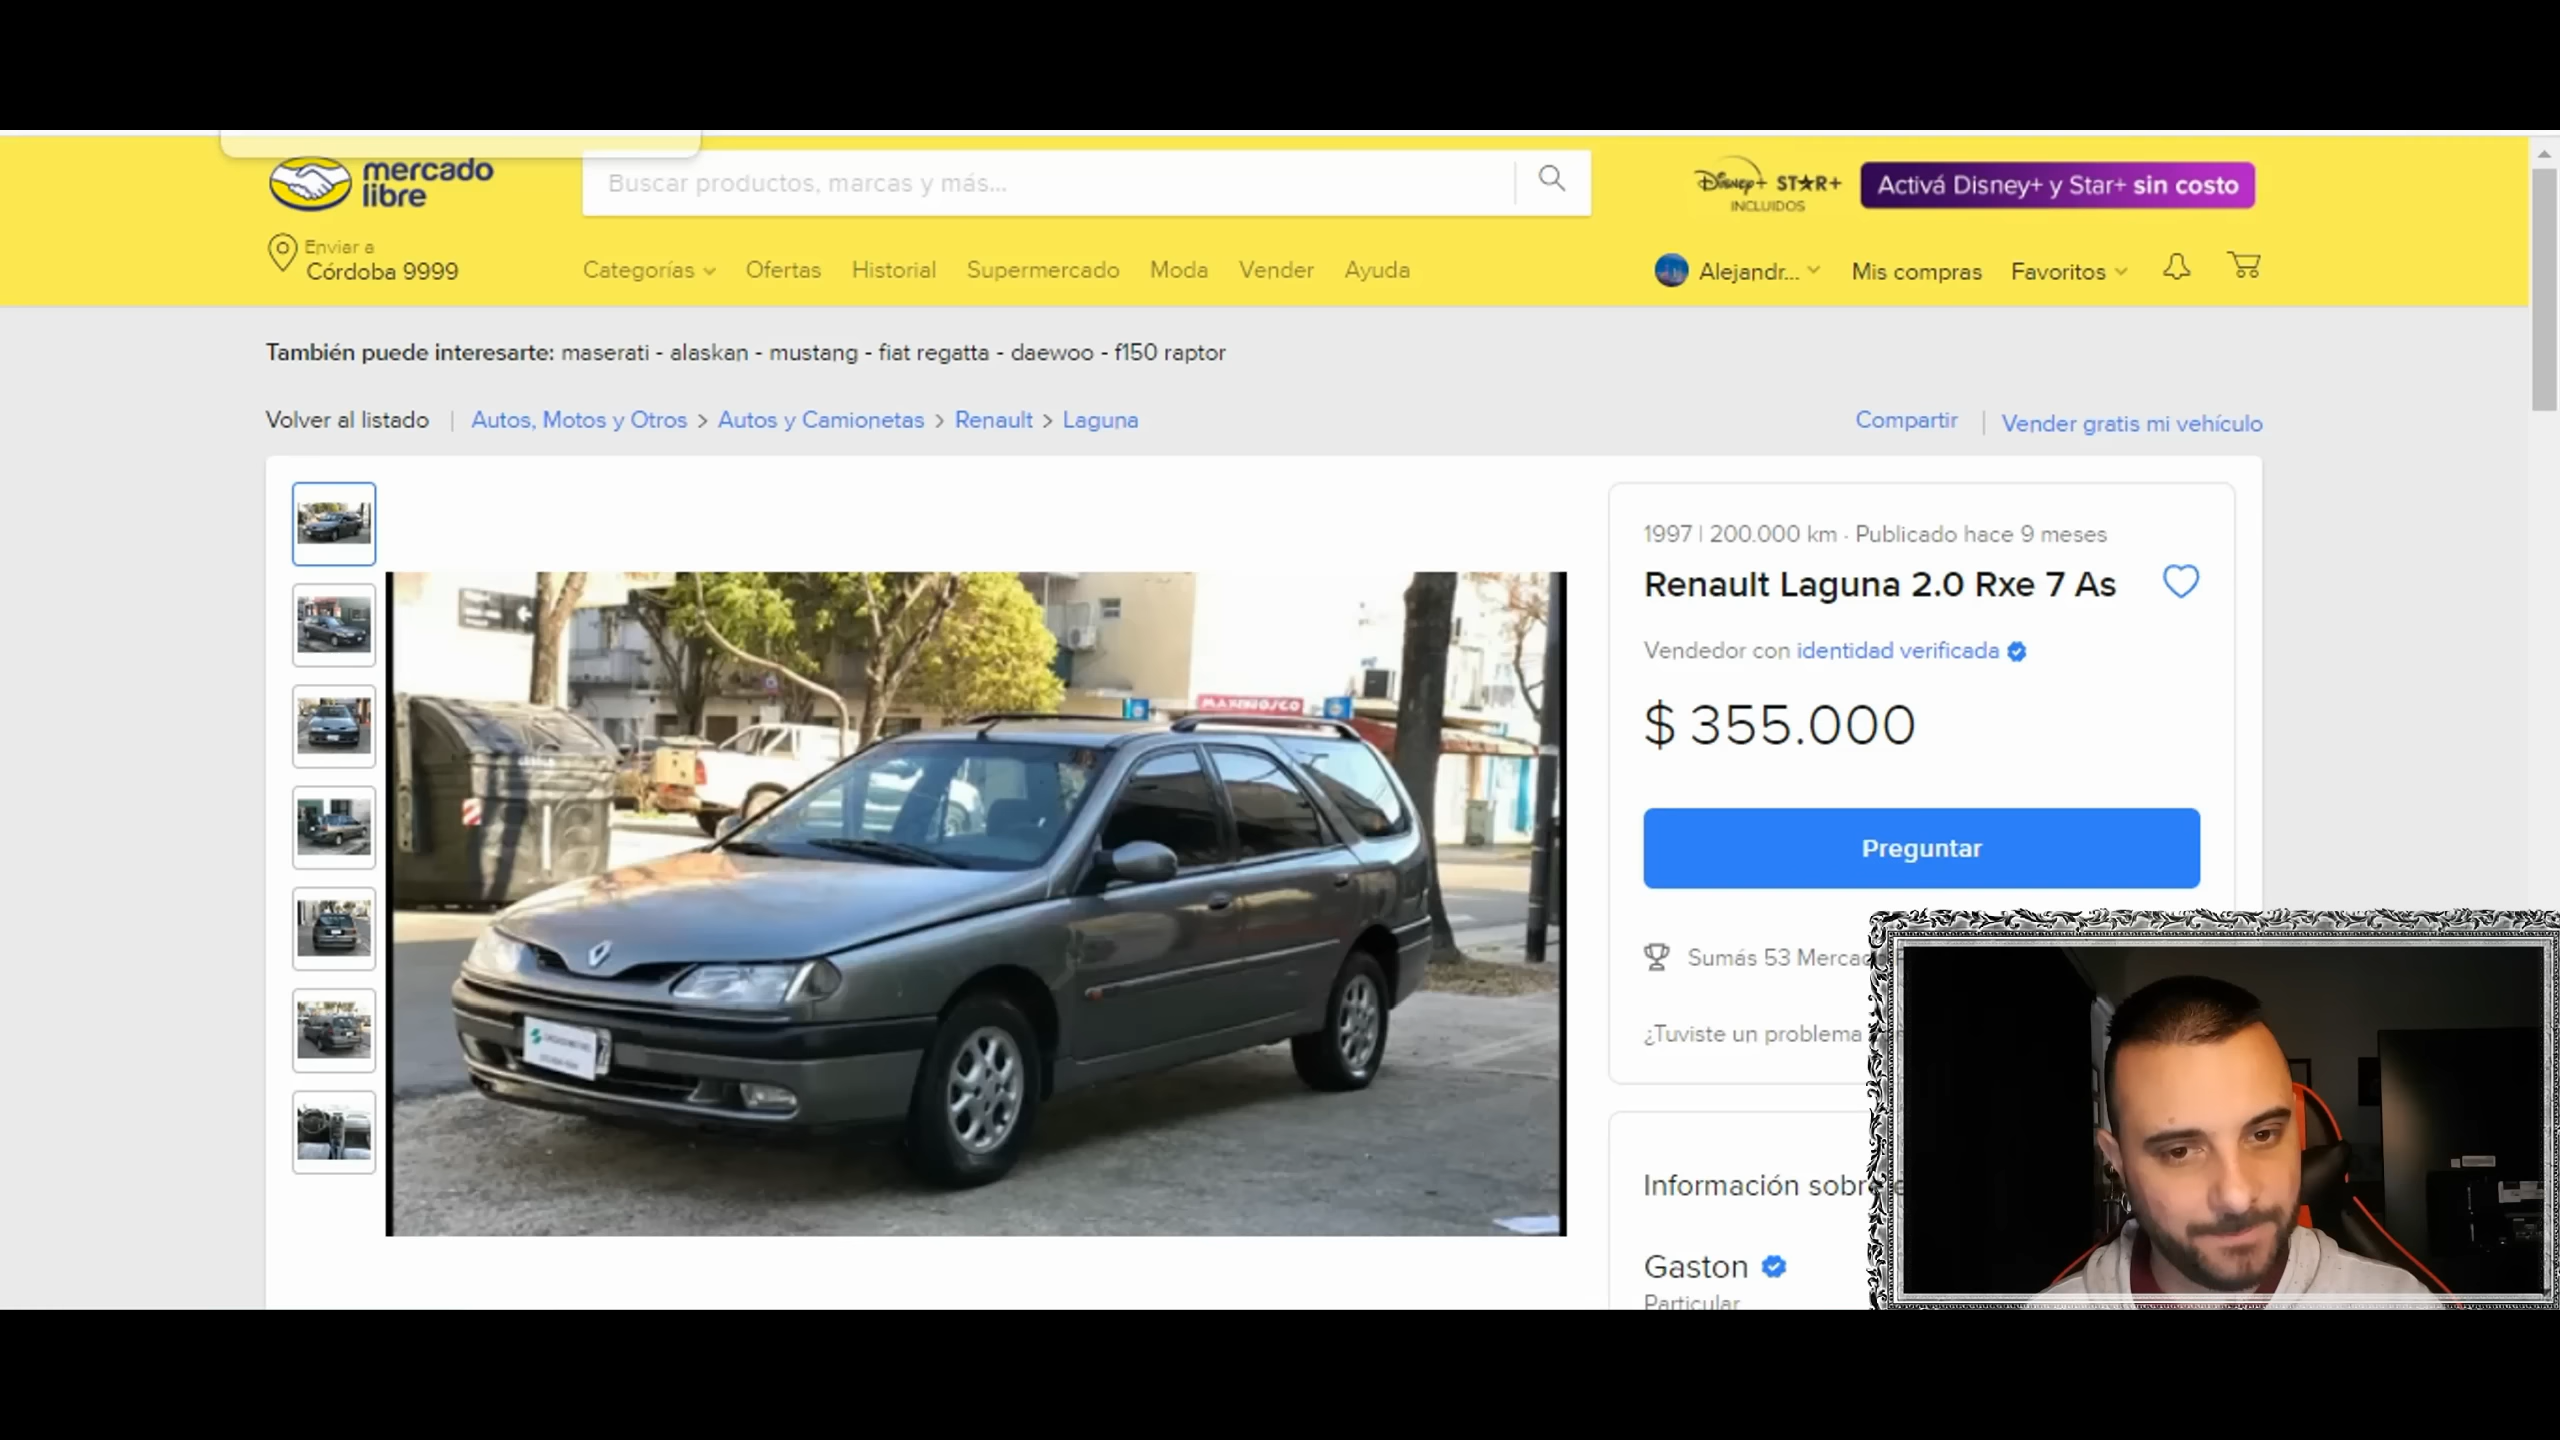 mercado
libre
Buscar productos, marcas y más...
Disney+ STAR+
INCLUIDOS
Activá Disney+ y Star+ sin costo
Enviar a
Córdoba 9999
Categorías
Ofertas
Historial
Supermercado
Moda
Vender
Ayuda
Alejandr...
Mis compras
Favoritos
También puede interesarte: maserati - alaskan - mustang - fiat regatta - daewoo - f150 raptor
Volver al listado | Autos, Motos y Otros > Autos y Camionetas > Renault > Laguna
Compartir | Vender gratis mi vehículo
1997 | 200.000 km · Publicado hace 9 meses
Renault Laguna 2.0 Rxe 7 As
Vendedor con identidad verificada
$ 355.000
Preguntar
Sumás 53 Mercado
¿Tuviste un problema
Información sobre
Gaston
Particular